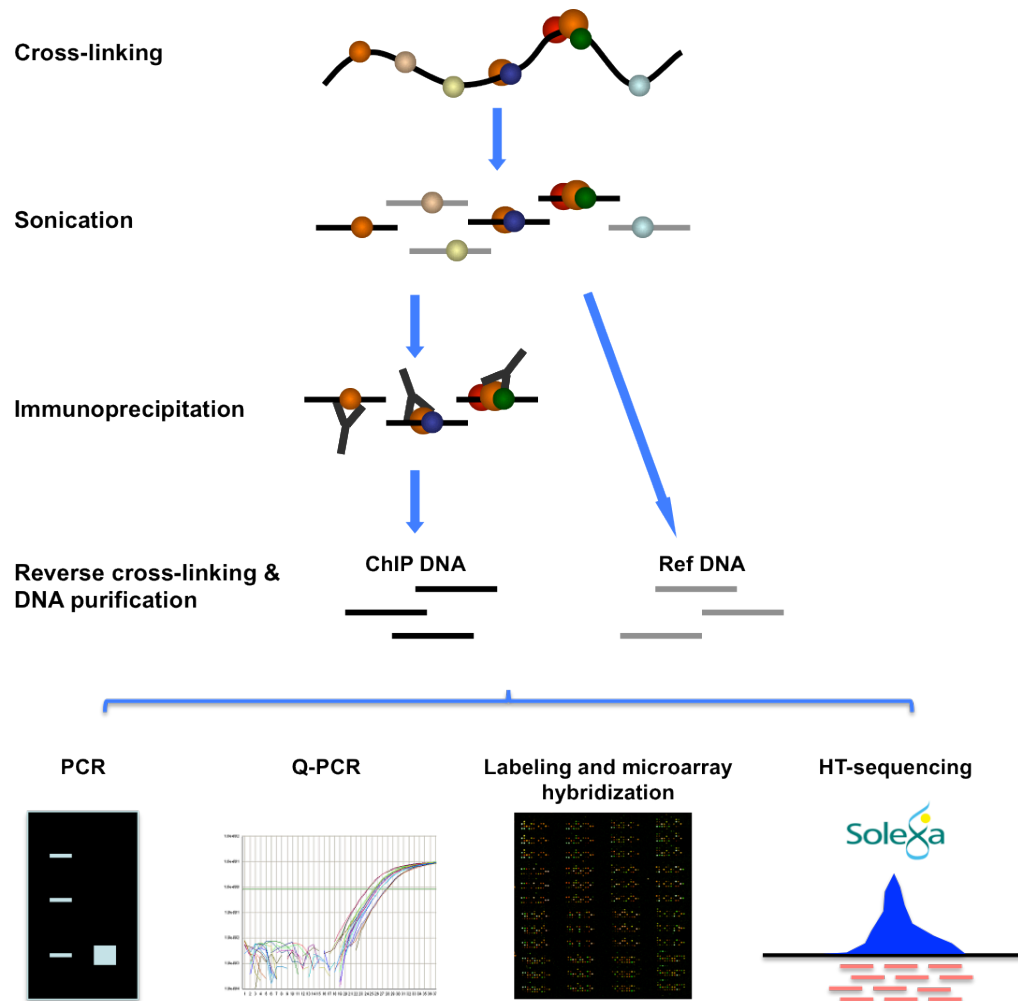 Cross-linking
Sonication
Immunoprecipitation
Reverse cross-linking &
DNA purification
ChIP DNA
Ref DNA
PCR
Q-PCR
Labeling and microarray
hybridization
HT-sequencing
Solexa